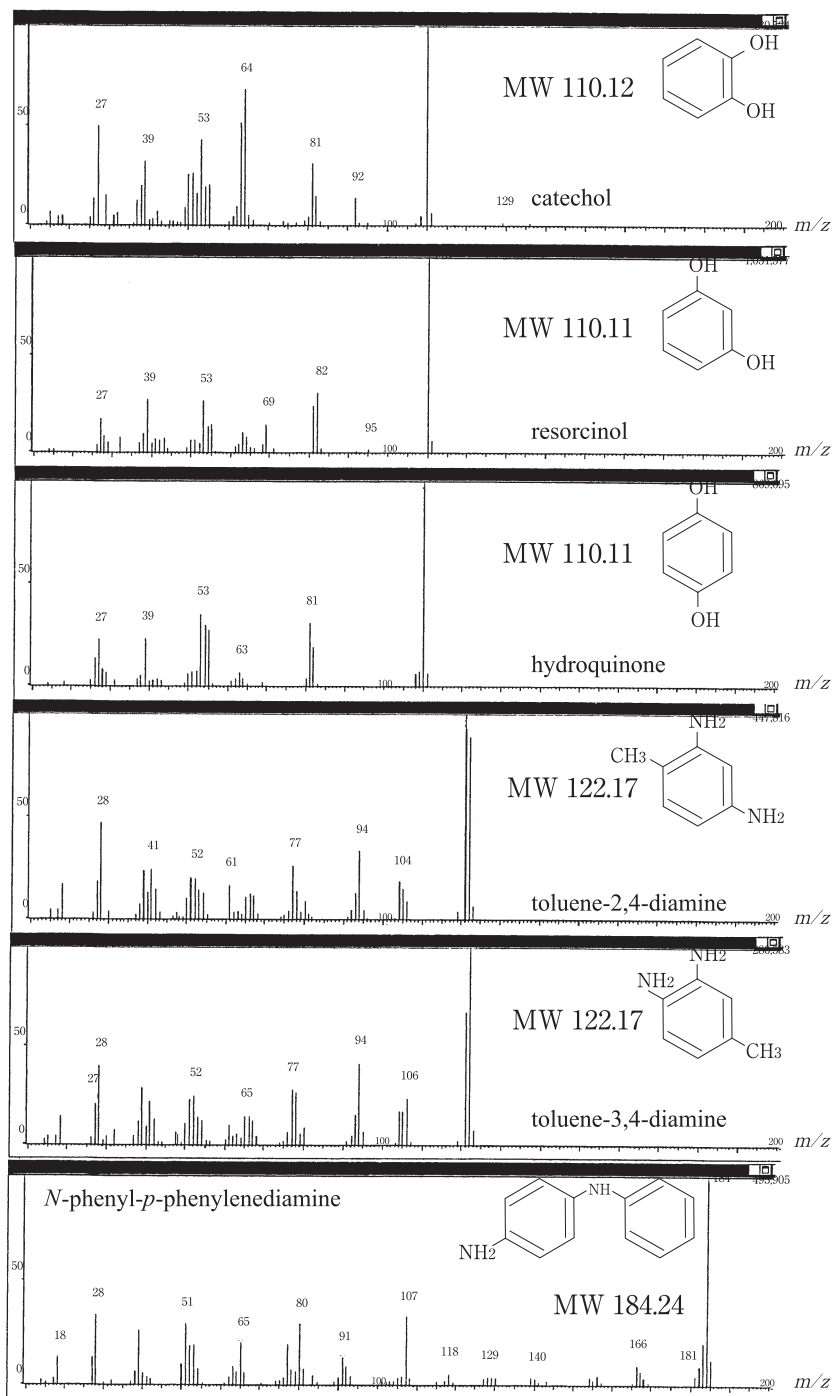 OH
64
MW 110.12
27
53
50
39
OH
81
92
129
catechol
0
100
200
m/z
OH
MW 110.11
50
82
39
53
OH
27
69
95
resorcinol
0
100
200
m/z
OH
MW 110.11
50
53
81
27
39
OH
63
hydroquinone
0
100
200
m/z
447,816
NH2
CH3
MW 122.17
28
50
NH2
94
41
52
77
61
104
toluene-2,4-diamine
0
100
200
m/z
NH2
NH2
MW 122.17
50
28
94
CH3
27
52
77
106
65
toluene-3,4-diamine
0
100
200
m/z
184
N-phenyl-p-phenylenediamine
NH
NH2
50
28
107
MW 184.24
51
80
65
18
91
118
129
140
166
181
0
100
200
m/z